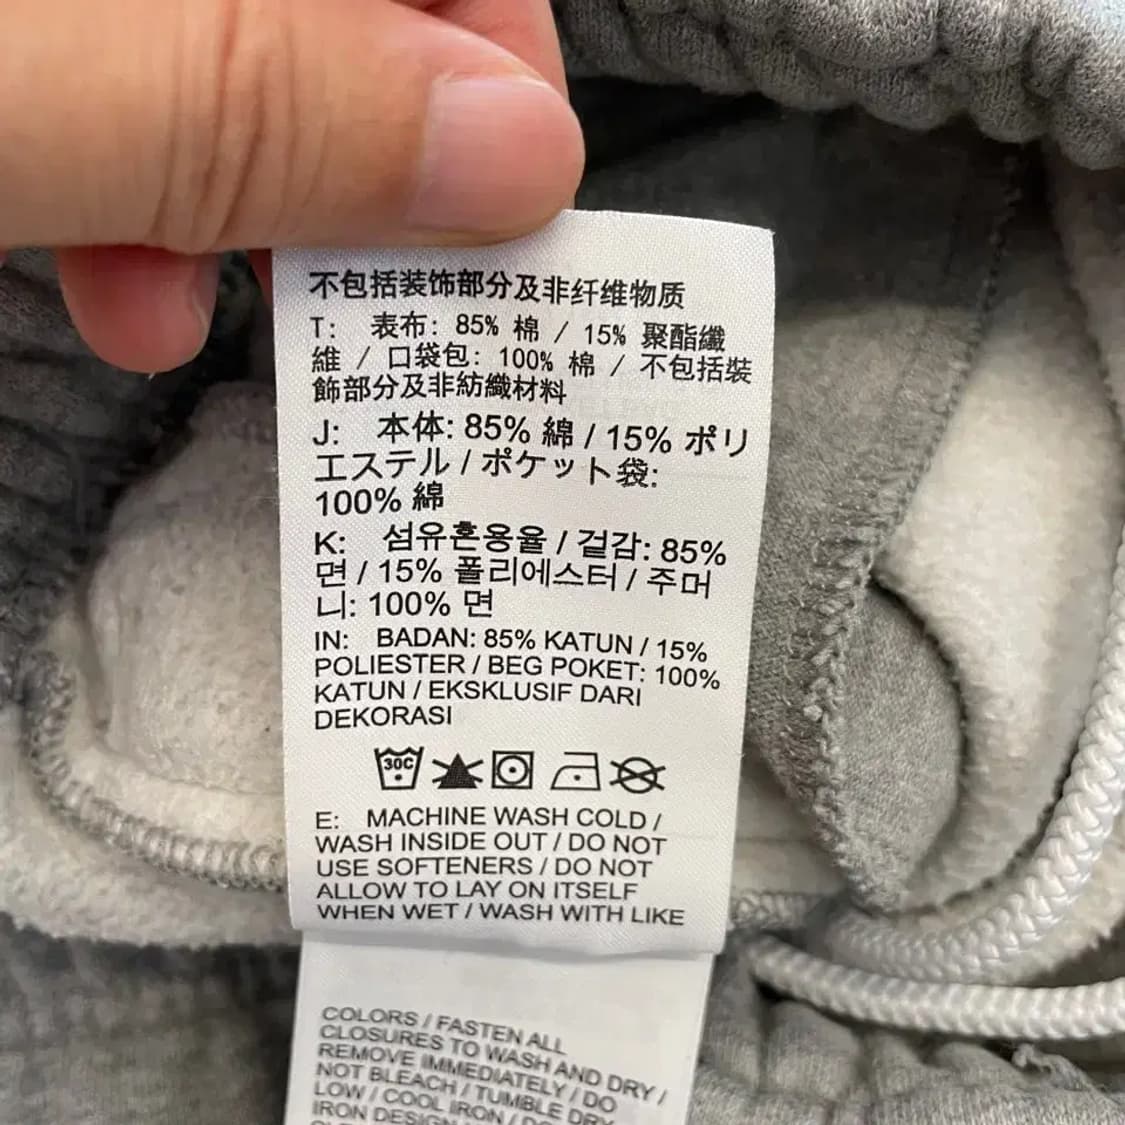 不包括装饰部分及非纤维物质
T: 表布: 85% 棉 / 15% 聚酯纖
維 / 口袋包: 100% 棉 / 不包括裝
飾部分及非紡織材料
J: 本体: 85% 綿 / 15% ポリ
エステル / ポケット袋:
100% 綿
K: 섬유혼용율 / 겉감: 85%
면 / 15% 폴리에스터 / 주머
니: 100% 면
IN: BADAN: 85% KATUN / 15%
POLIESTER / BEG POKET: 100%
KATUN / EKSKLUSIF DARI
DEKORASI
30C
E: MACHINE WASH COLD /
WASH INSIDE OUT / DO NOT
USE SOFTENERS / DO NOT
ALLOW TO LAY ON ITSELF
WHEN WET / WASH WITH LIKE
COLORS / FASTEN ALL
CLOSURES TO WASH AND DRY /
REMOVE IMMEDIATELY / DO
NOT BLEACH / TUMBLE DRY
LOW / COOL IRON / DO
IRON DESIGN